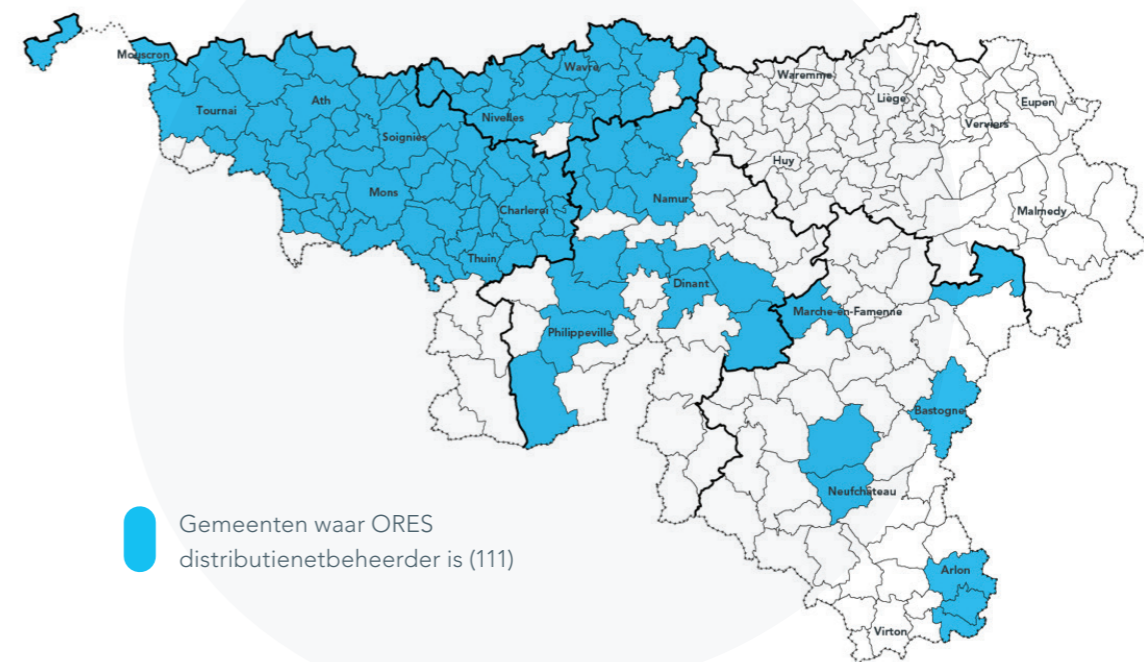 Mouscron
Wavre
Waremme
Liège
Eupen
Ath
Tournai
Nivelles
Verviers
Soignies
Huy
Mons
Namur
Charleroi
Malmedy
Thuin
Dinant
Marche-en-Famenne
Philippeville
Bastogne
Neufchâteau
Gemeenten waar ORES
distributienetbeheerder is (111)
Arlon
Virton